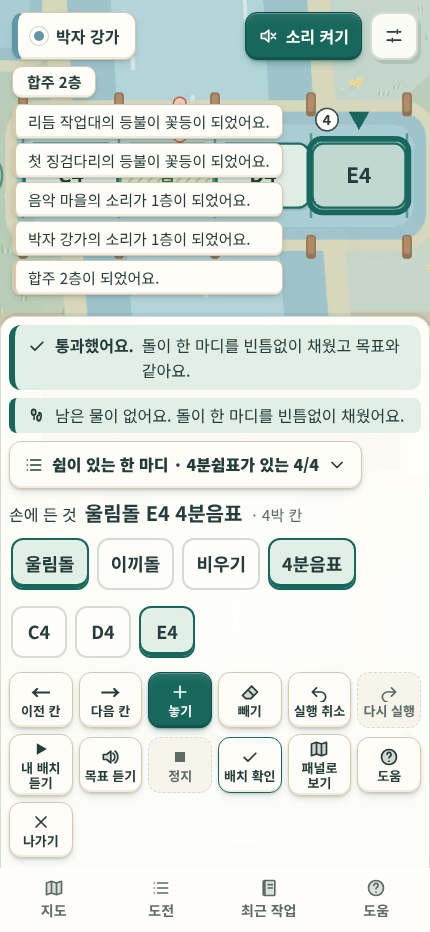 박자 강가
소리 켜기
합주 2층
리듬 작업대의 등불이 꽃등이 되었어요.
4
첫 징검다리의 등불이 꽃등이 되었어요.
E4
음악 마을의 소리가 1층이 되었어요.
박자 강가의 소리가 1층이 되었어요.
합주 2층이 되었어요.
통과했어요. 돌이 한 마디를 빈틈없이 채웠고 목표와
같아요.
남은 물이 없어요. 돌이 한 마디를 빈틈없이 채웠어요.
쉼이 있는 한 마디 · 4분쉼표가 있는 4/4
손에 든 것 울림돌 E4 4분음표 · 4박 칸
울림돌
이끼돌
비우기
4분음표
C4
D4
E4
이전 칸
다음 칸
놓기
빼기
실행 취소
다시 실행
내 배치
듣기
목표 듣기
정지
배치 확인
패널로
보기
도움
나가기
지도
도전
최근 작업
도움